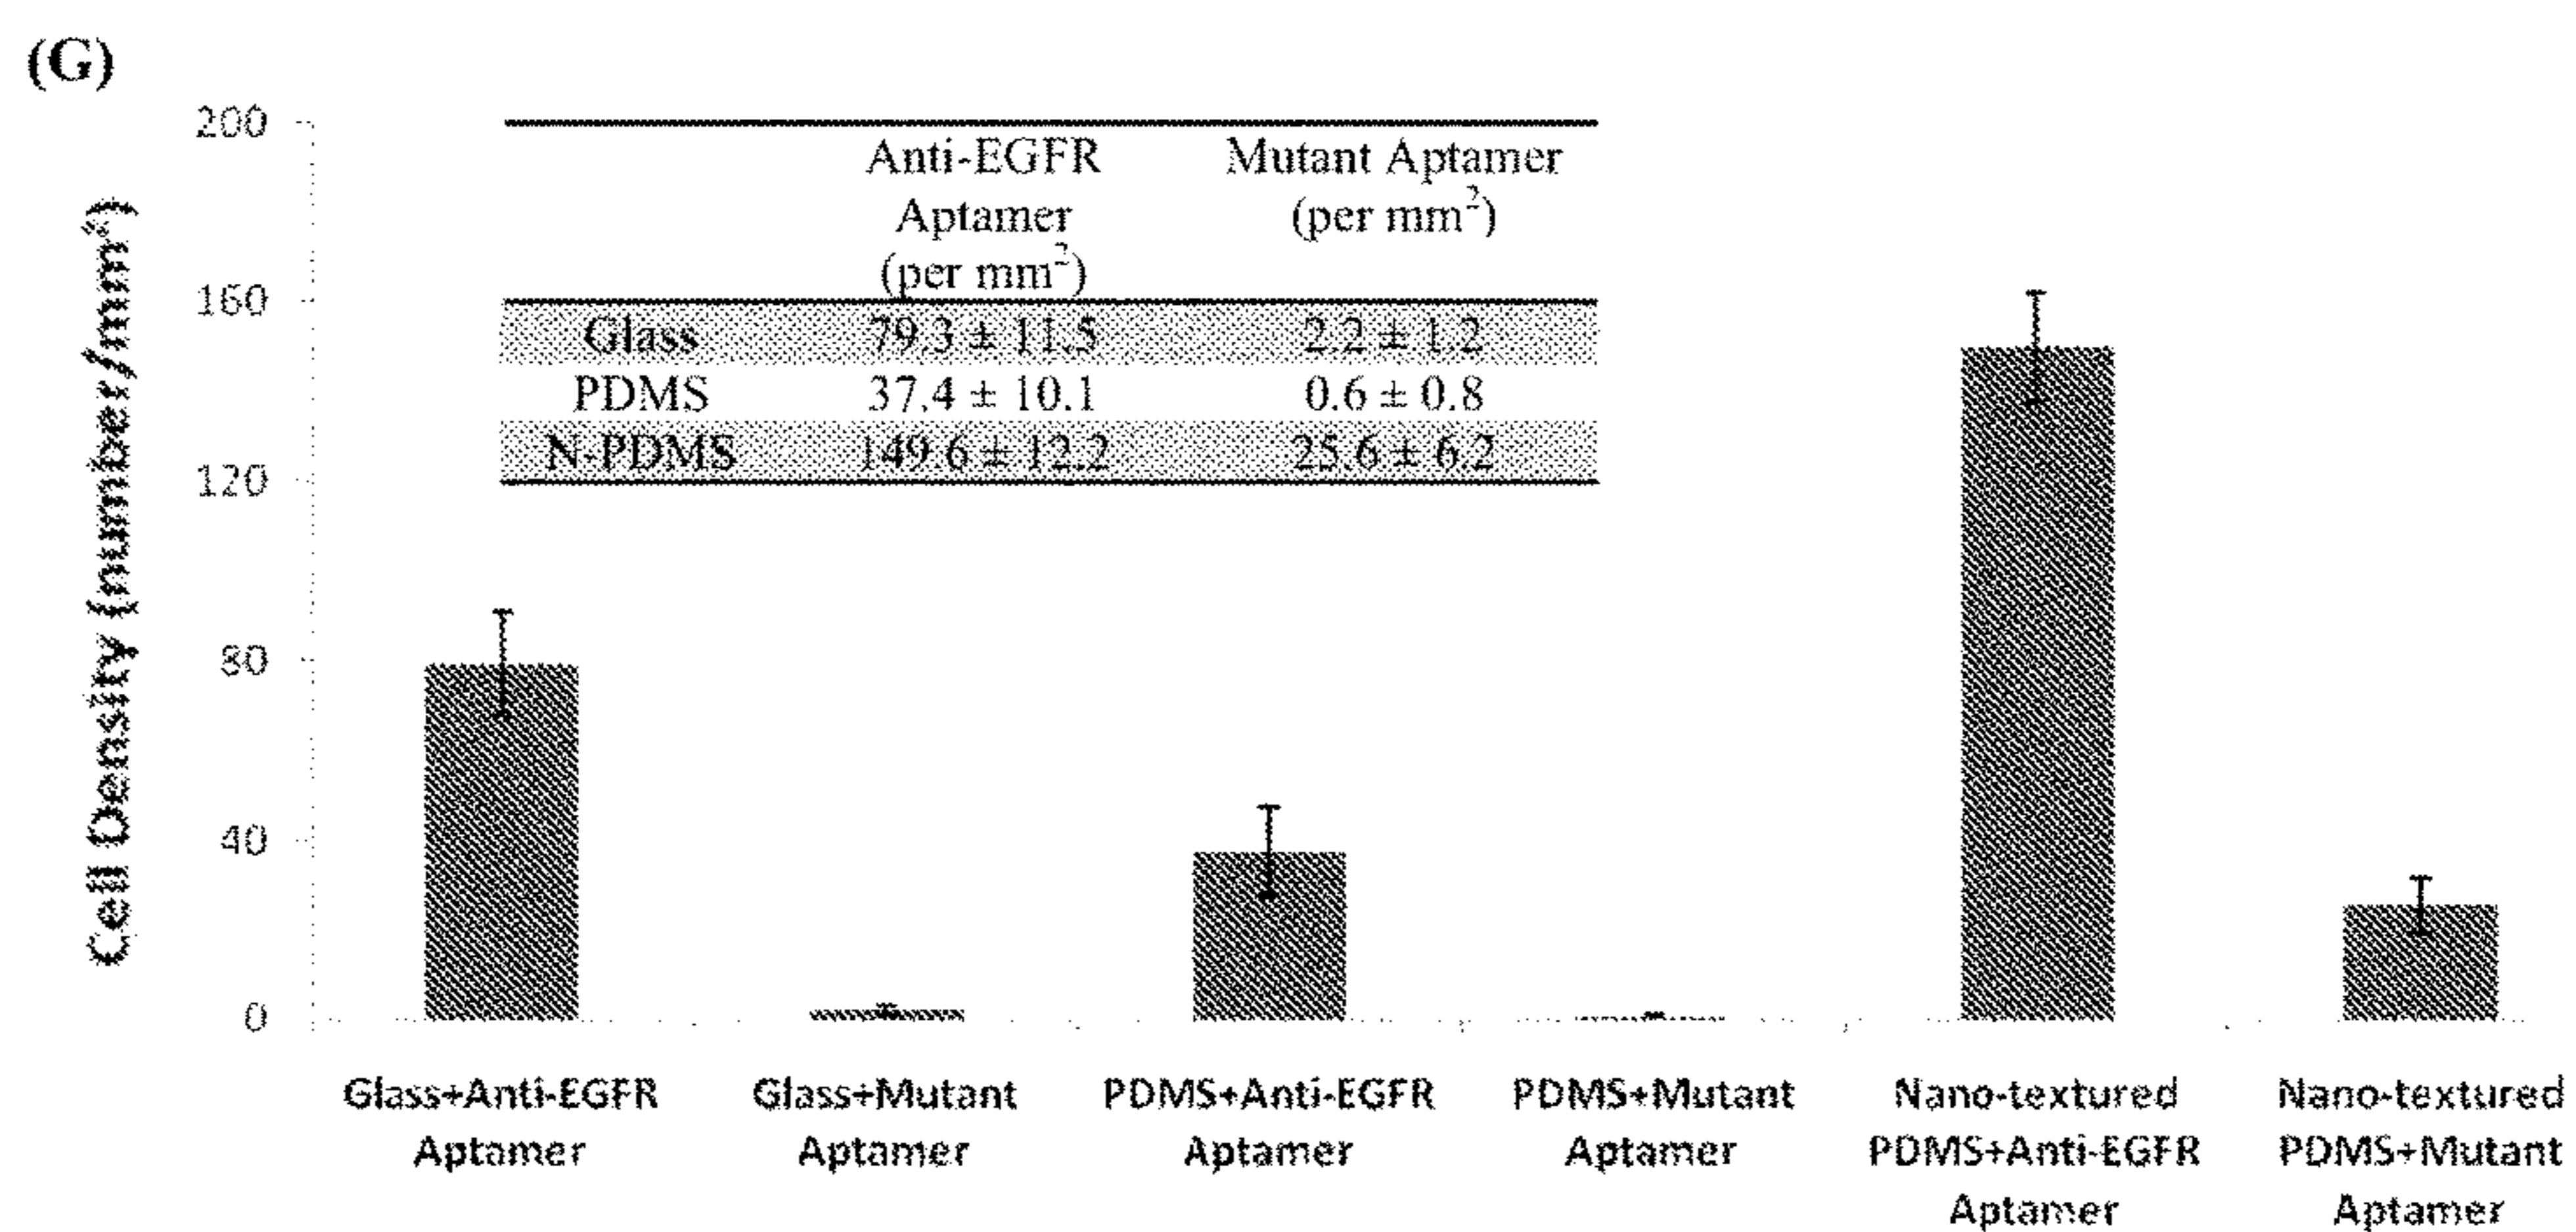 (G)
200
160
120
80
40
0
Cell Density (number/mm²)
Anti-EGFR Aptamer (per mm²)
Mutant Aptamer (per mm²)
Glass 79.3 ± 11.5 2.2 ± 1.2
PDMS 37.4 ± 10.1 0.6 ± 0.8
N-PDMS 149.6 ± 12.2 25.6 ± 6.2
Glass+Anti-EGFR
Aptamer
Glass+Mutant
Aptamer
PDMS+Anti-EGFR
Aptamer
PDMS+Mutant
Aptamer
Nano-textured
PDMS+Anti-EGFR
Aptamer
Nano-textured
PDMS+Mutant
Aptamer